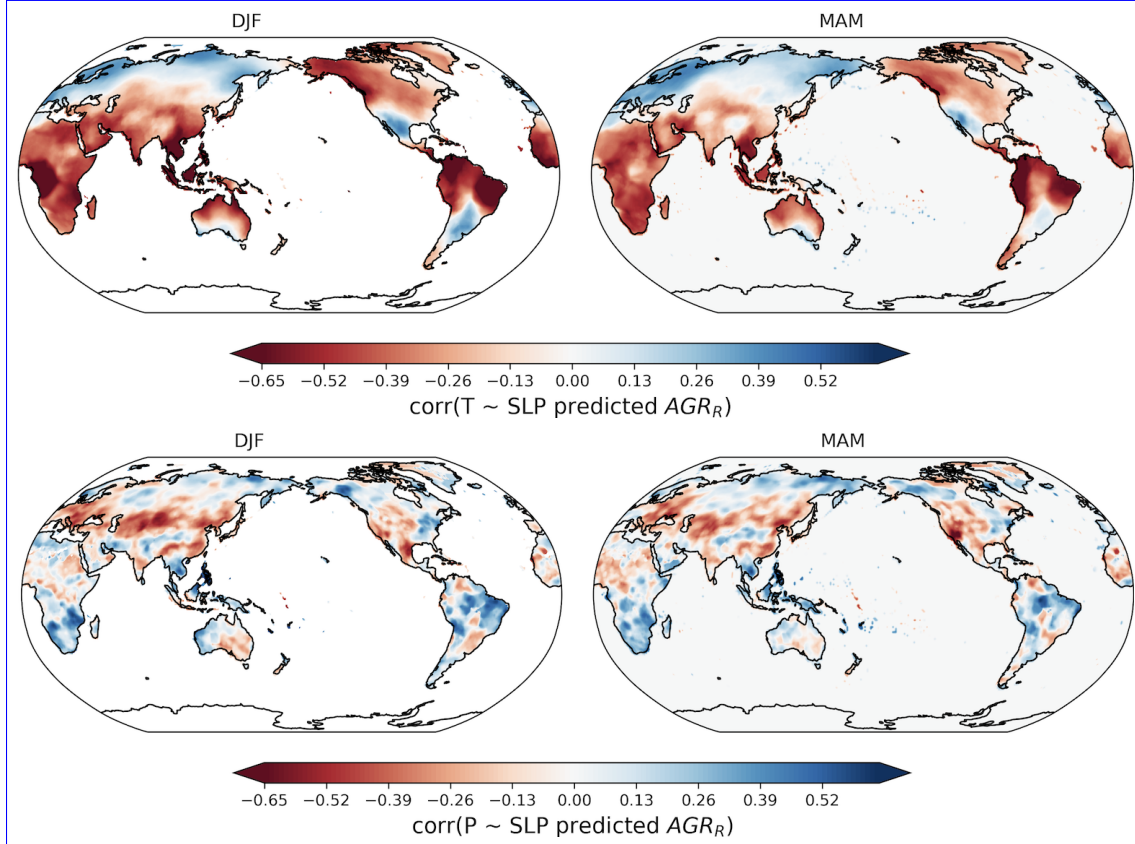 DJF MAM
−0.65 −0.52 −0.39 −0.26 −0.13 0.00 0.13 0.26 0.39 0.52
corr(T ~ SLP predicted AGR_R)
DJF MAM
−0.65 −0.52 −0.39 −0.26 −0.13 0.00 0.13 0.26 0.39 0.52
corr(P ~ SLP predicted AGR_R)